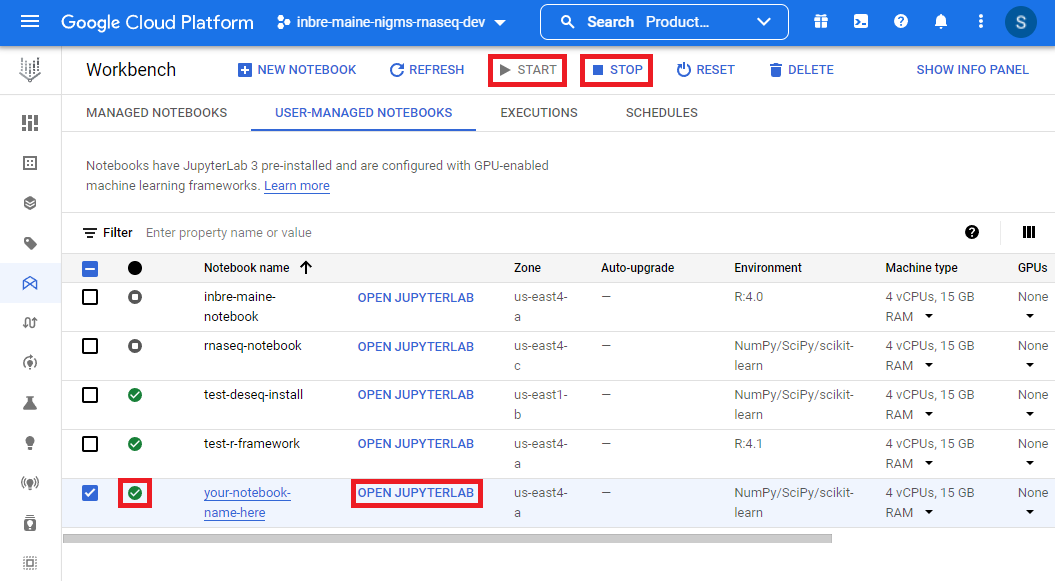 Google Cloud Platform inbre-maine-nigms-rnaseq-dev Search Product... S
Workbench NEW NOTEBOOK REFRESH START STOP RESET DELETE SHOW INFO PANEL
MANAGED NOTEBOOKS USER-MANAGED NOTEBOOKS EXECUTIONS SCHEDULES
Notebooks have JupyterLab 3 pre-installed and are configured with GPU-enabled
machine learning frameworks. Learn more
Filter Enter property name or value
Notebook name Zone Auto-upgrade Environment Machine type GPUs
inbre-maine- OPEN JUPYTERLAB us-east4- — R:4.0 4 vCPUs, 15 GB None
notebook a RAM
rnaseq-notebook OPEN JUPYTERLAB us-east4- — NumPy/SciPy/scikit- 4 vCPUs, 15 GB None
c learn RAM
test-deseq-install OPEN JUPYTERLAB us-east1- — NumPy/SciPy/scikit- 4 vCPUs, 15 GB None
b learn RAM
test-r-framework OPEN JUPYTERLAB us-east4- — R:4.1 4 vCPUs, 15 GB None
a RAM
your-notebook- OPEN JUPYTERLAB us-east4- — NumPy/SciPy/scikit- 4 vCPUs, 15 GB None
name-here a learn RAM